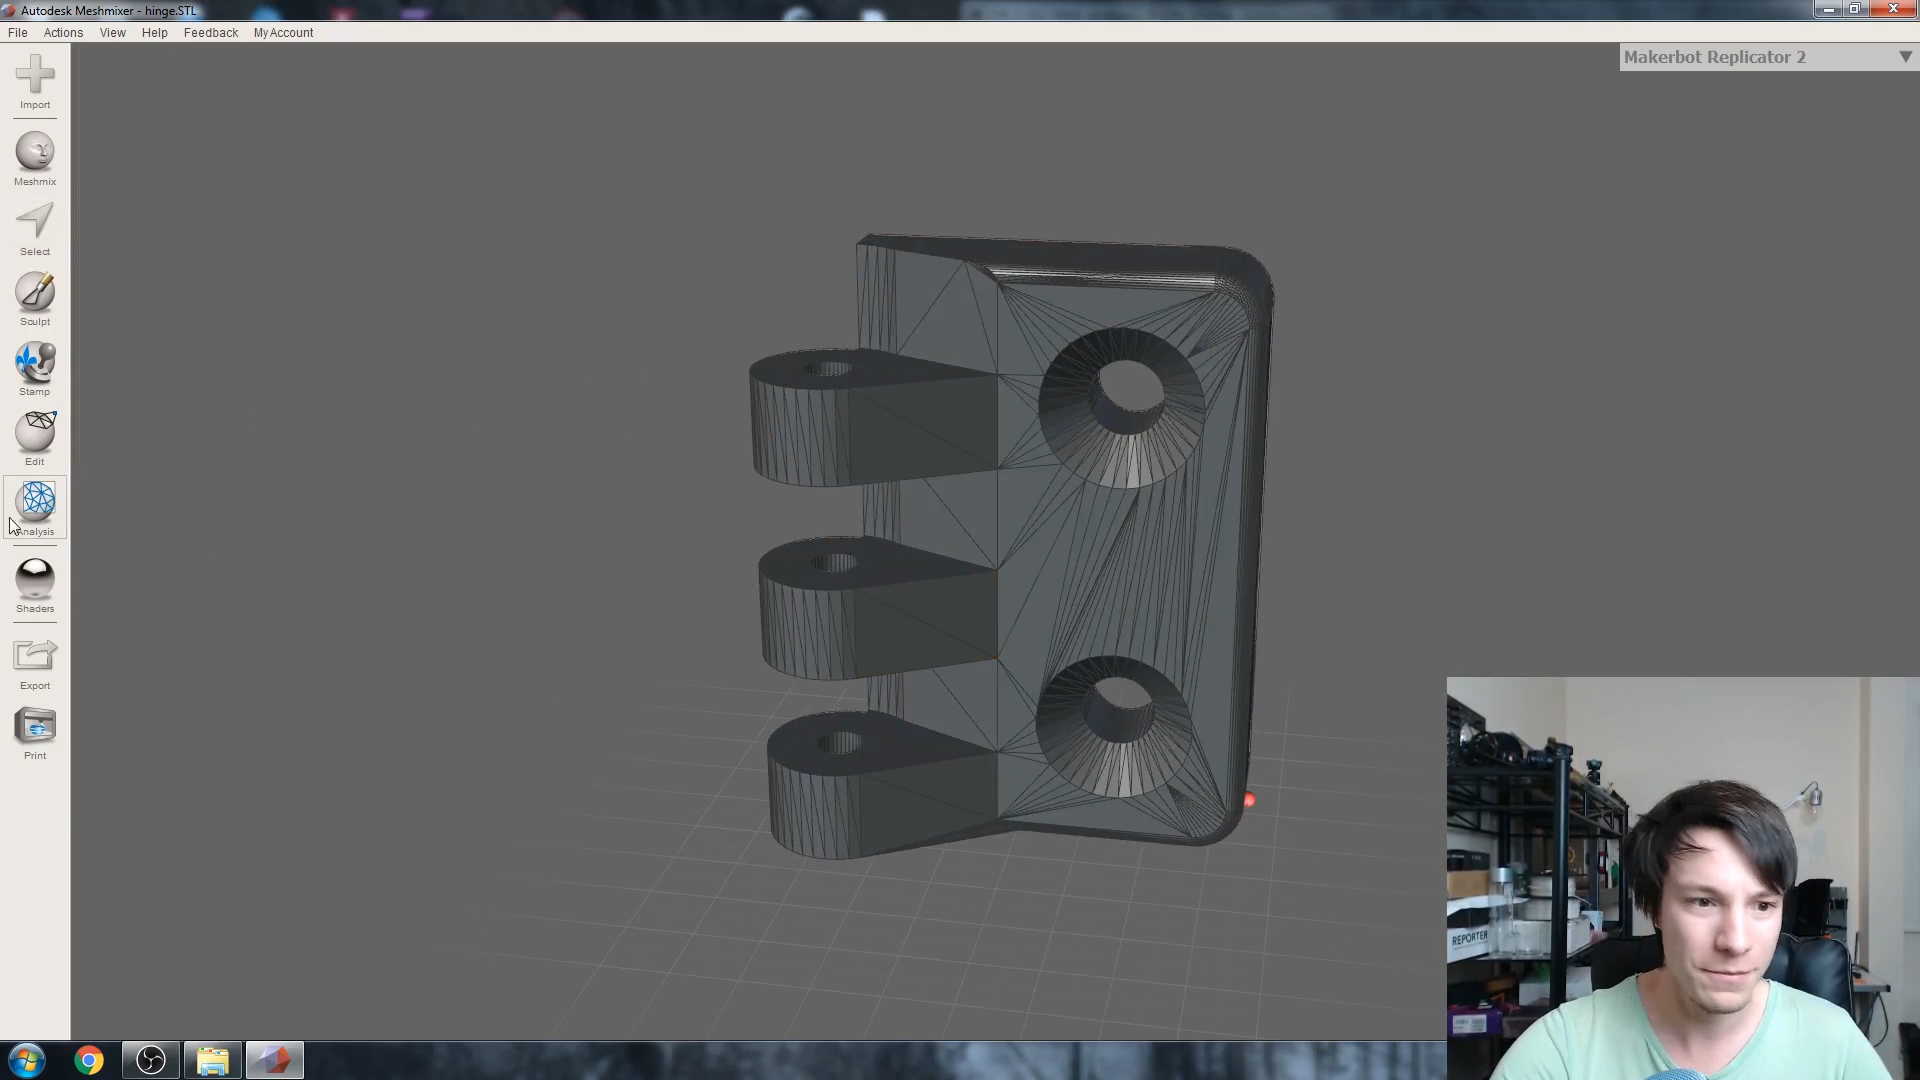 Autodesk Meshmixer - hinge.STL
File Actions View Help Feedback My Account
Makerbot Replicator 2
Import
Meshmix
Select
Sculpt
Stamp
Edit
Analysis
Shaders
Export
Print
REPORTER